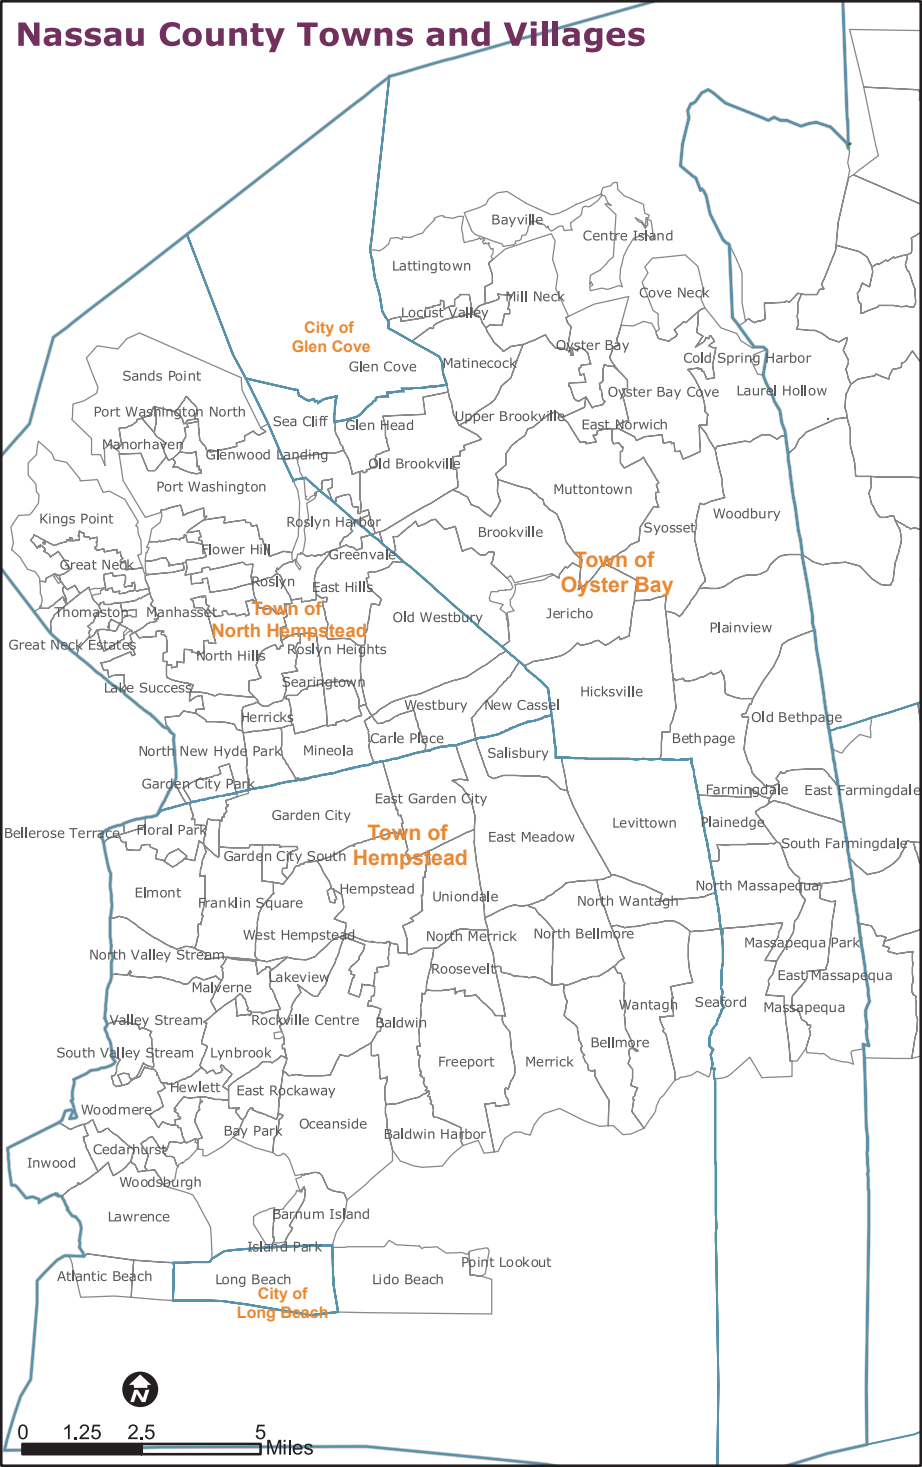 Nassau County Towns and Villages
Bayville
Centre Island
Lattingtown
Mill Neck
Cove Neck
Locust Valley
City of
Glen Cove
Oyster Bay
Cold Spring Harbor
Glen Cove
Matinecock
Sands Point
Oyster Bay Cove
Laurel Hollow
Port Washington North
Sea Cliff
Glen Head
Upper Brookville
East Norwich
Manorhaven
Glenwood Landing
Old Brookville
Port Washington
Muttontown
Kings Point
Roslyn Harbor
Brookville
Syosset
Woodbury
Flower Hill
Greenvale
Great Neck
Town of
Oyster Bay
Roslyn
East Hills
Thomaston
Manhasset
Town of
North Hempstead
Old Westbury
Jericho
Plainview
Great Neck Estates
North Hills
Roslyn Heights
Lake Success
Searingtown
Hicksville
Westbury
New Cassel
Herricks
Old Bethpage
Carle Place
Bethpage
North New Hyde Park
Mineola
Salisbury
Garden City Park
East Garden City
Farmingdale
East Farmingdale
Garden City
Levittown
Plainedge
Bellerose Terrace
Floral Park
Town of
Hempstead
East Meadow
South Farmingdale
Garden City South
Elmont
Hempstead
North Massapequa
Franklin Square
Uniondale
North Wantagh
West Hempstead
North Merrick
North Bellmore
Massapequa Park
North Valley Stream
Roosevelt
East Massapequa
Malverne
Lakeview
Wantagh
Seaford
Massapequa
Valley Stream
Rockville Centre
Baldwin
South Valley Stream
Lynbrook
Bellmore
Freeport
Merrick
Hewlett
East Rockaway
Woodmere
Oceanside
Bay Park
Baldwin Harbor
Cedarhurst
Inwood
Woodsburgh
Lawrence
Barnum Island
Island Park
Point Lookout
Atlantic Beach
Long Beach
Lido Beach
City of
Long Beach
N
0 1.25 2.5 5
Miles